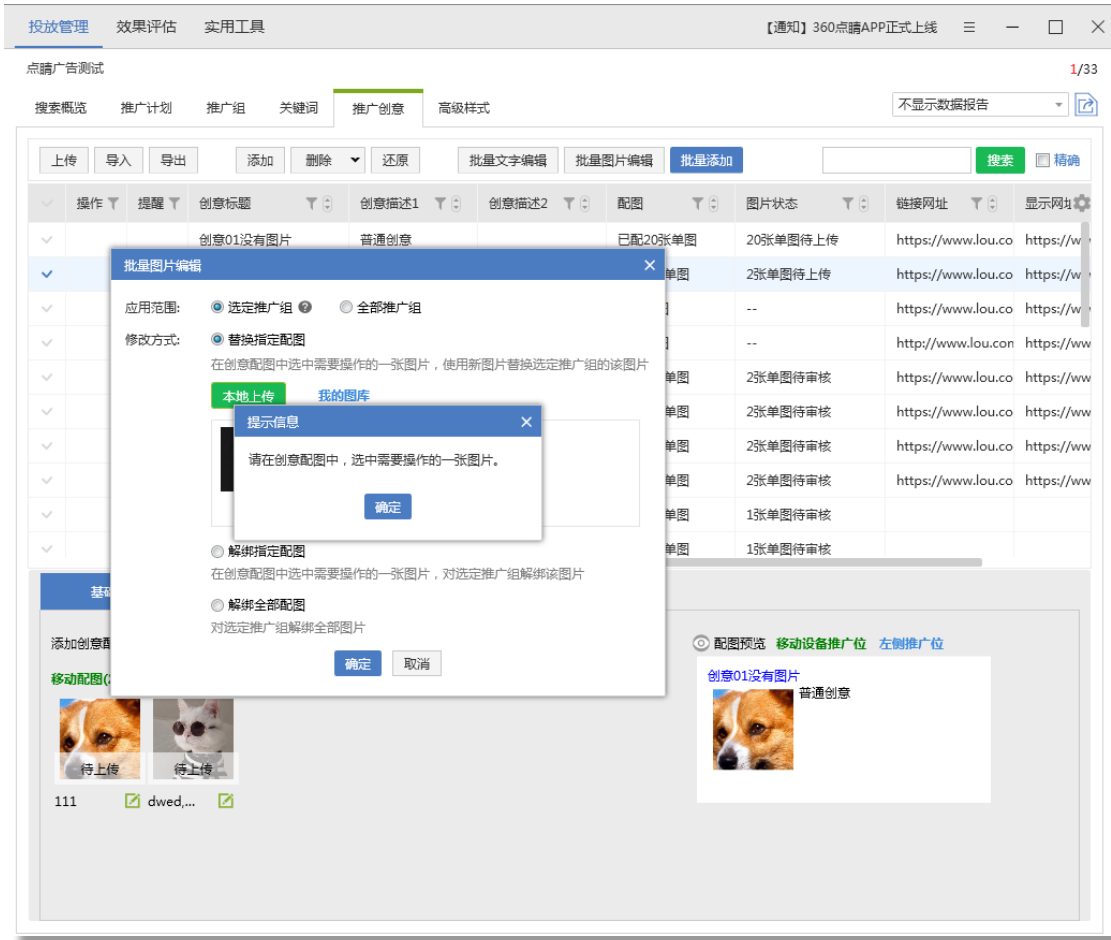 投放管理 效果评估 实用工具 【通知】360点睛APP正式上线
点睛广告测试 1/33
搜索概览 推广计划 推广组 关键词 推广创意 高级样式 不显示数据报告
上传 导入 导出 添加 删除 还原 批量文字编辑 批量图片编辑 批量添加 搜索 精确
操作 提醒 创意标题 创意描述1 创意描述2 配图 图片状态 链接网址 显示网址
创意01没有图片 普通创意 已配20张单图 20张单图待上传 https://www.lou.co https://w
单图 2张单图待上传 https://www.lou.co https://w
-- https://www.lou.co https://w
-- http://www.lou.con https://ww
单图 2张单图待审核 https://www.lou.co https://ww
单图 2张单图待审核 https://www.lou.co https://ww
单图 2张单图待审核 https://www.lou.co https://ww
单图 2张单图待审核 https://www.lou.co https://ww
单图 1张单图待审核
单图 1张单图待审核
批量图片编辑
应用范围: 选定推广组 全部推广组
修改方式: 替换指定配图
在创意配图中选中需要操作的一张图片，使用新图片替换选定推广组的该图片
本地上传 我的图库
提示信息
请在创意配图中，选中需要操作的一张图片。
确定
解绑指定配图
在创意配图中选中需要操作的一张图片，对选定推广组解绑该图片
解绑全部配图
对选定推广组解绑全部图片
确定 取消
基础
添加创意配
移动配图(
待上传 待上传
111 dwed,...
配图预览 移动设备推广位 左侧推广位
创意01没有图片
普通创意